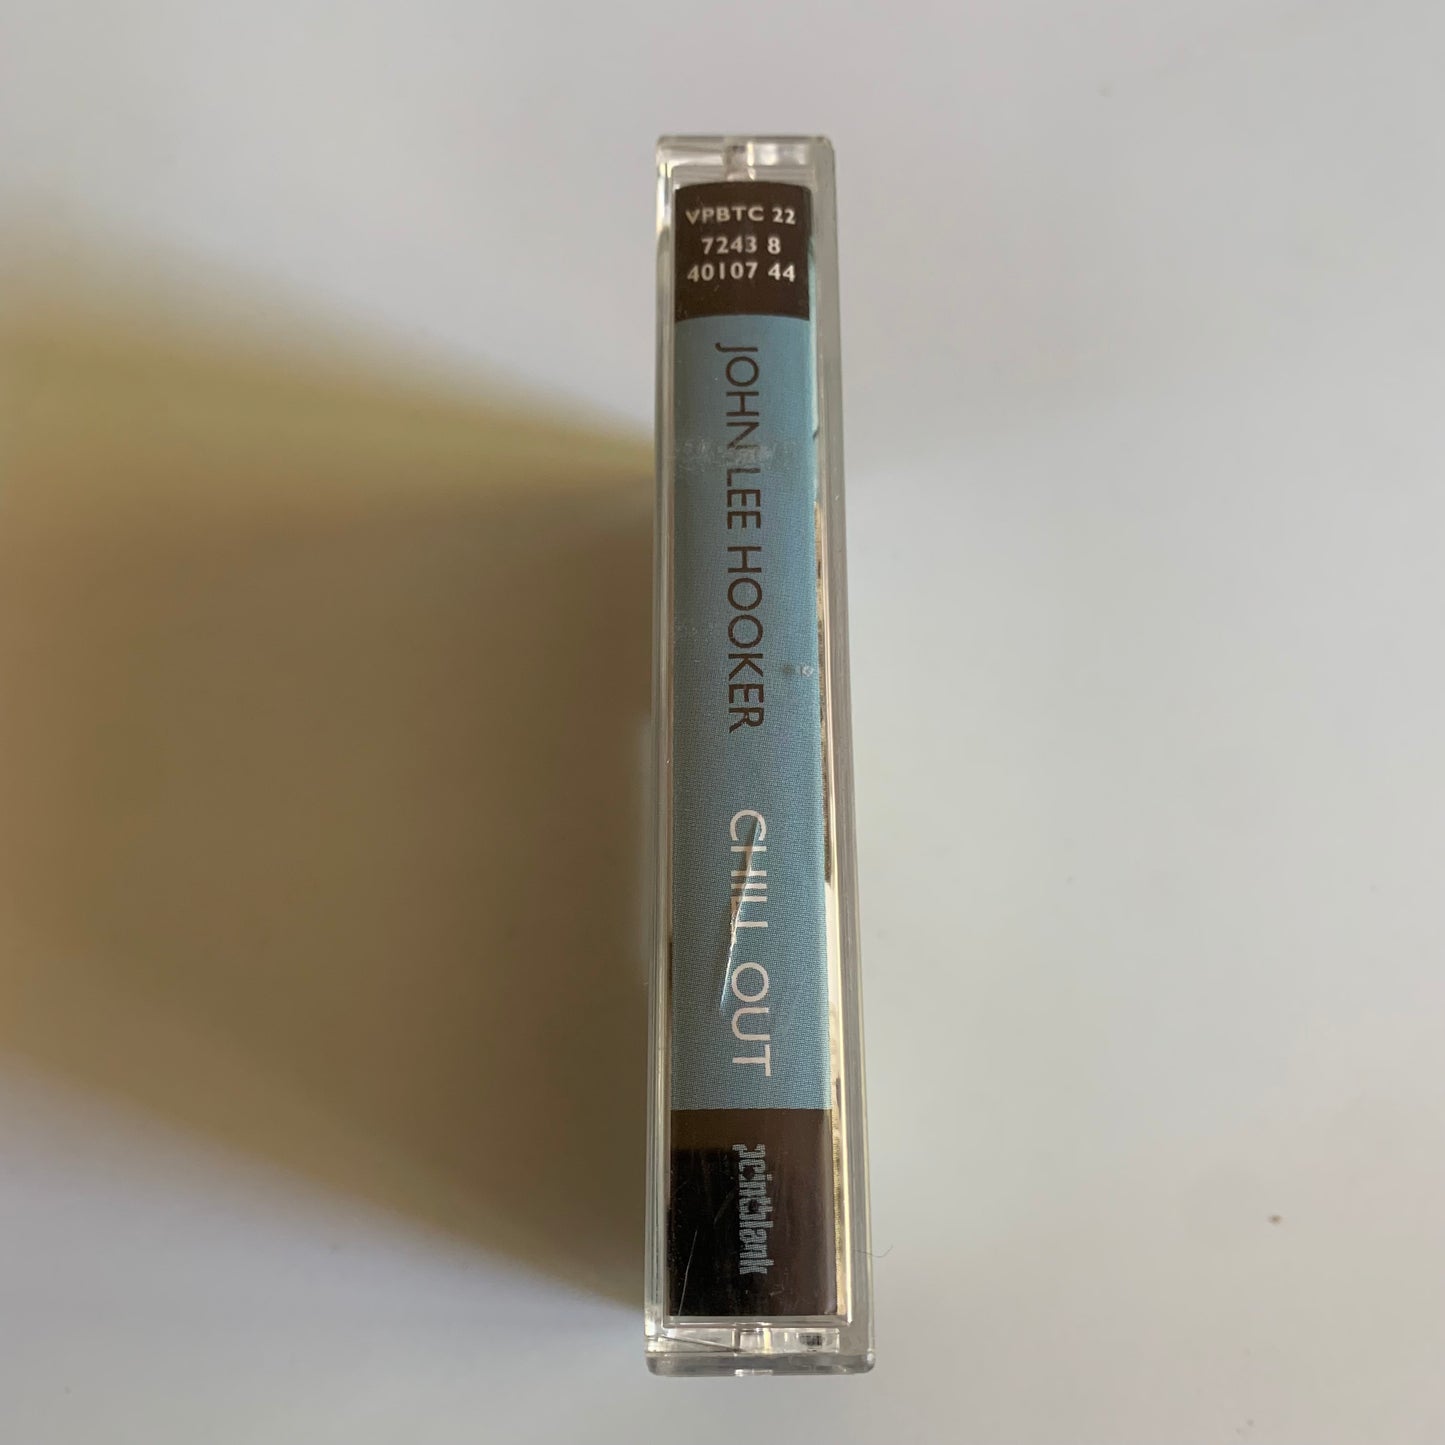 VPBTC 22
7243 8
40107 44
JOHN LEE HOOKER CHILL OUT
pointblank